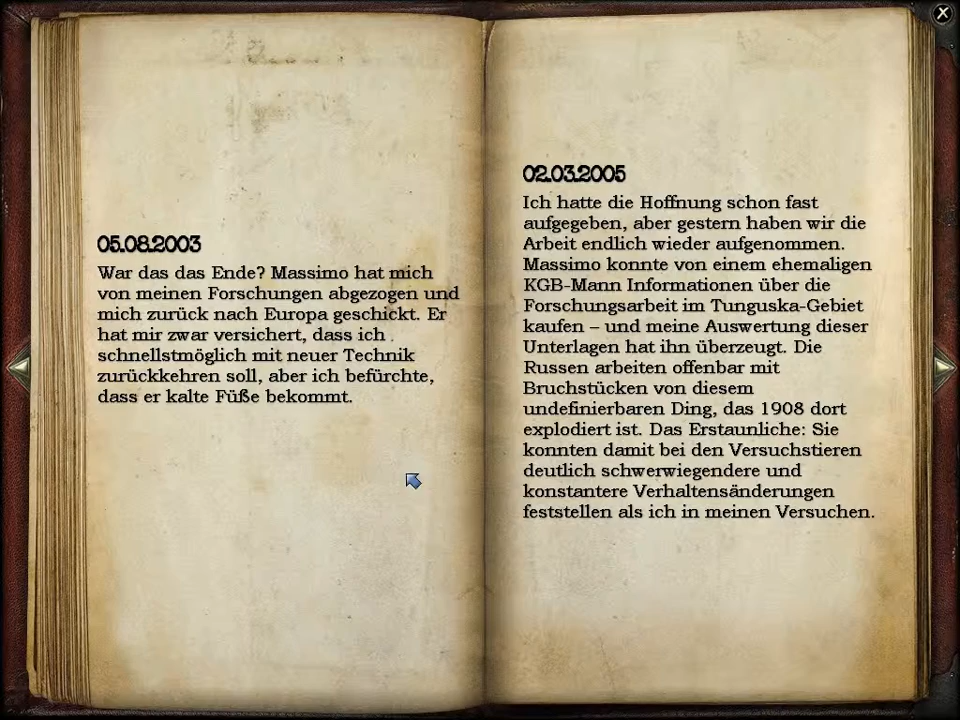 05.08.2003
War das das Ende? Massimo hat mich
von meinen Forschungen abgezogen und
mich zurück nach Europa geschickt. Er
hat mir zwar versichert, dass ich
schnellstmöglich mit neuer Technik
zurückkehren soll, aber ich befürchte,
dass er kalte Füße bekommt.
02.03.2005
Ich hatte die Hoffnung schon fast
aufgegeben, aber gestern haben wir die
Arbeit endlich wieder aufgenommen.
Massimo konnte von einem ehemaligen
KGB-Mann Informationen über die
Forschungsarbeit im Tunguska-Gebiet
kaufen – und meine Auswertung dieser
Unterlagen hat ihn überzeugt. Die
Russen arbeiten offenbar mit
Bruchstücken von diesem
undefinierbaren Ding, das 1908 dort
explodiert ist. Das Erstaunliche: Sie
konnten damit bei den Versuchstieren
deutlich schwerwiegendere und
konstantere Verhaltensänderungen
feststellen als ich in meinen Versuchen.